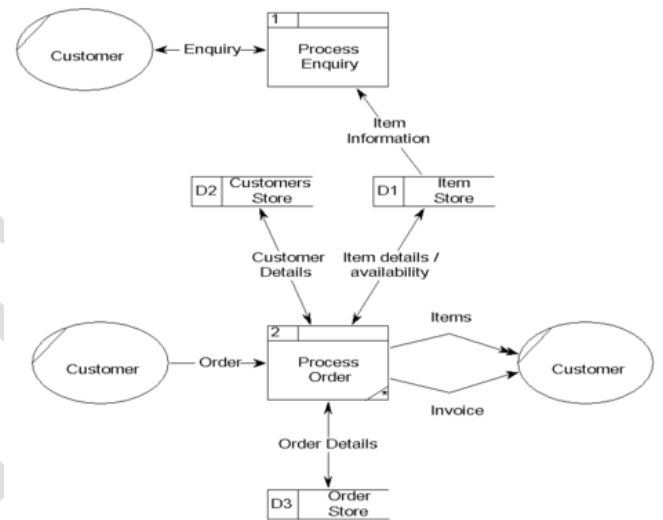 1
Customer
Enquiry
Process
Enquiry
Item
Information
D2
Customers
Store
D1
Item
Store
Customer
Details
Item details /
availability
2
Items
Customer
Order
Process
Order
*
Customer
Invoice
Order Details
D3
Order
Store